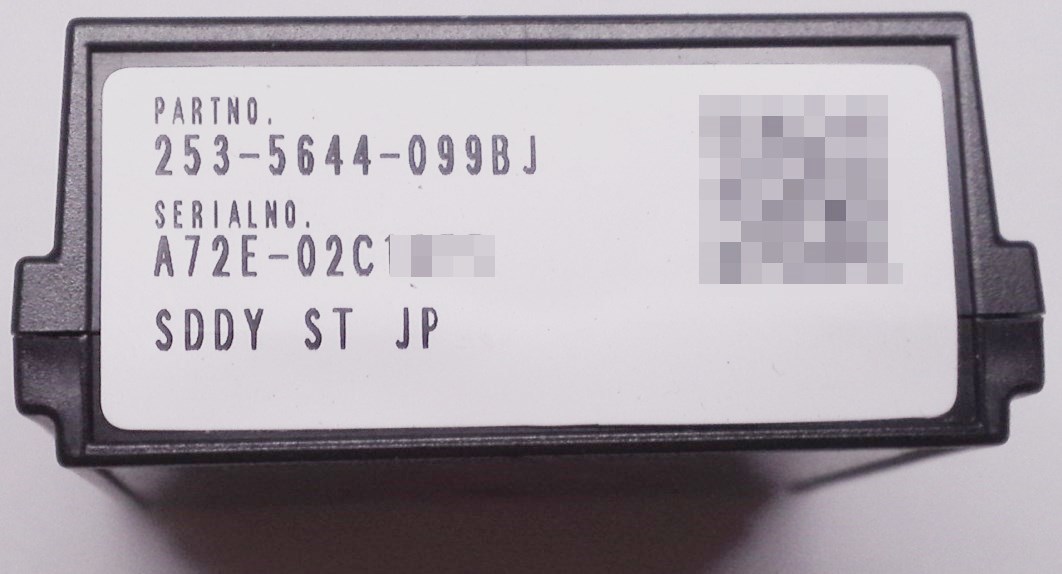 PARTNO.
253-5644-099BJ
SERIALNO.
A72E-02C
SDDY ST JP